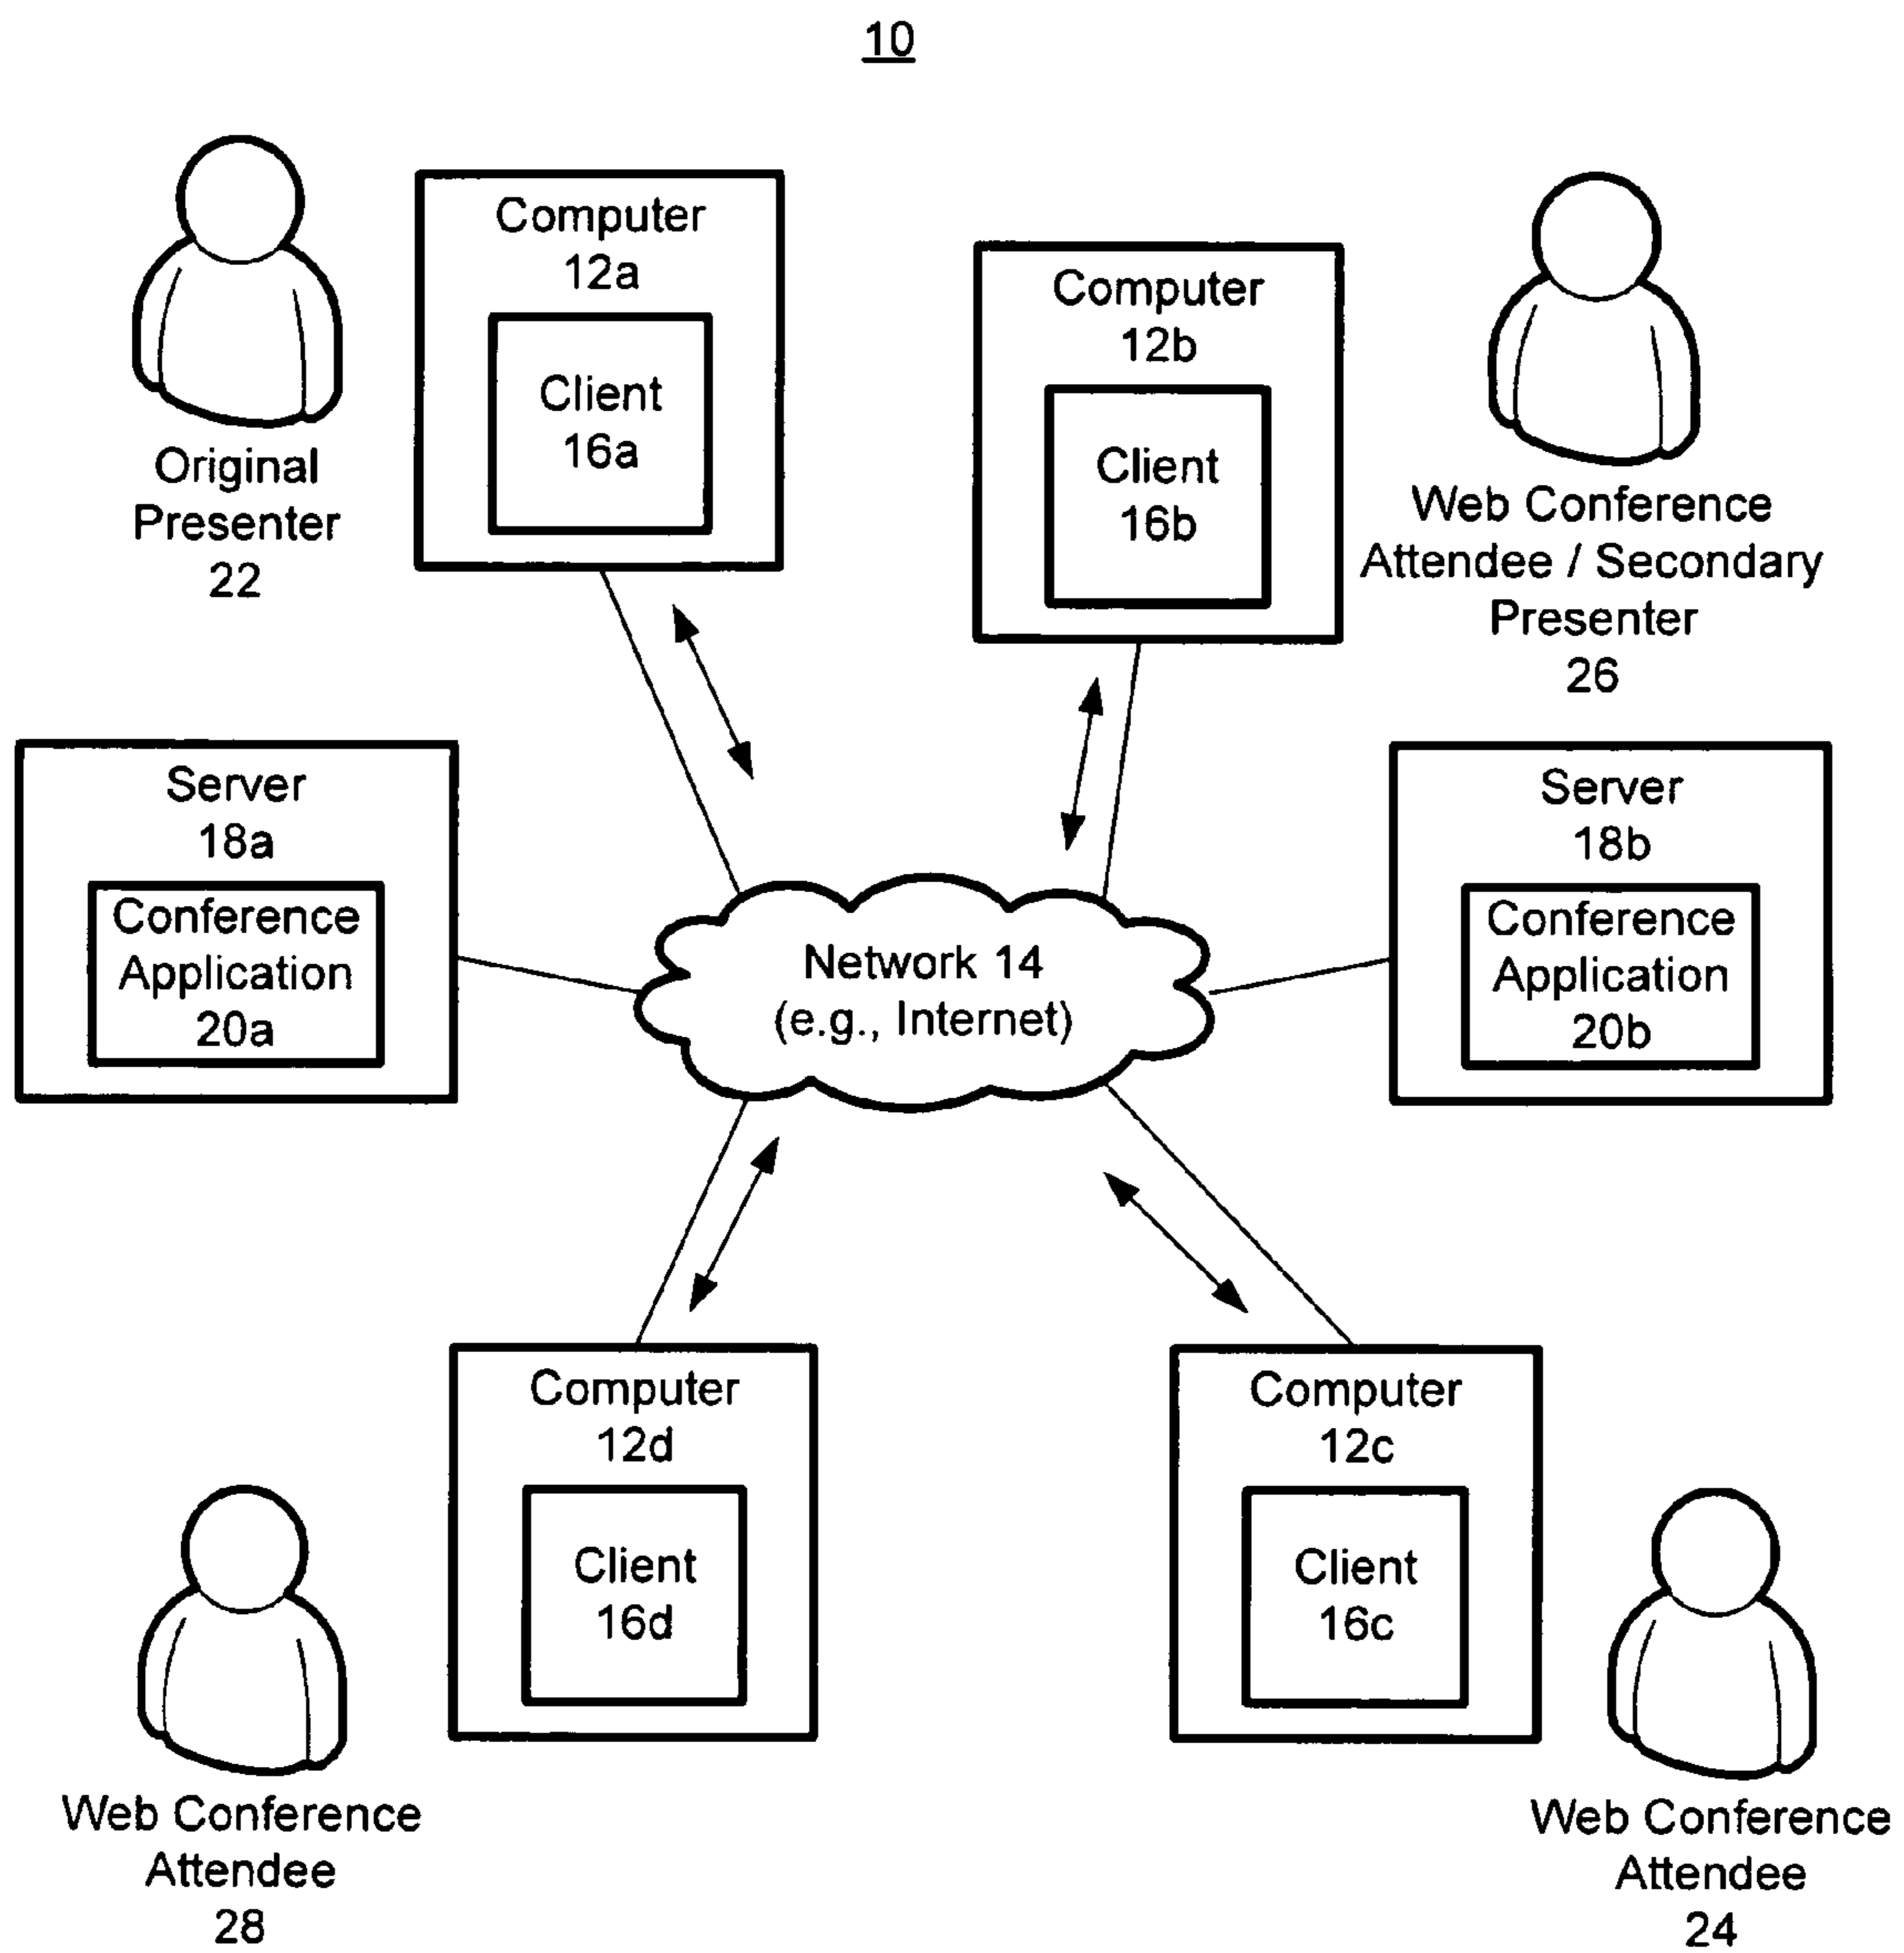 10
Computer
12a
Client
16a
Original
Presenter
22
Computer
12b
Client
16b
Web Conference
Attendee / Secondary
Presenter
26
Server
18a
Conference
Application
20a
Network 14
(e.g., Internet)
Server
18b
Conference
Application
20b
Computer
12d
Client
16d
Web Conference
Attendee
28
Computer
12c
Client
16c
Web Conference
Attendee
24